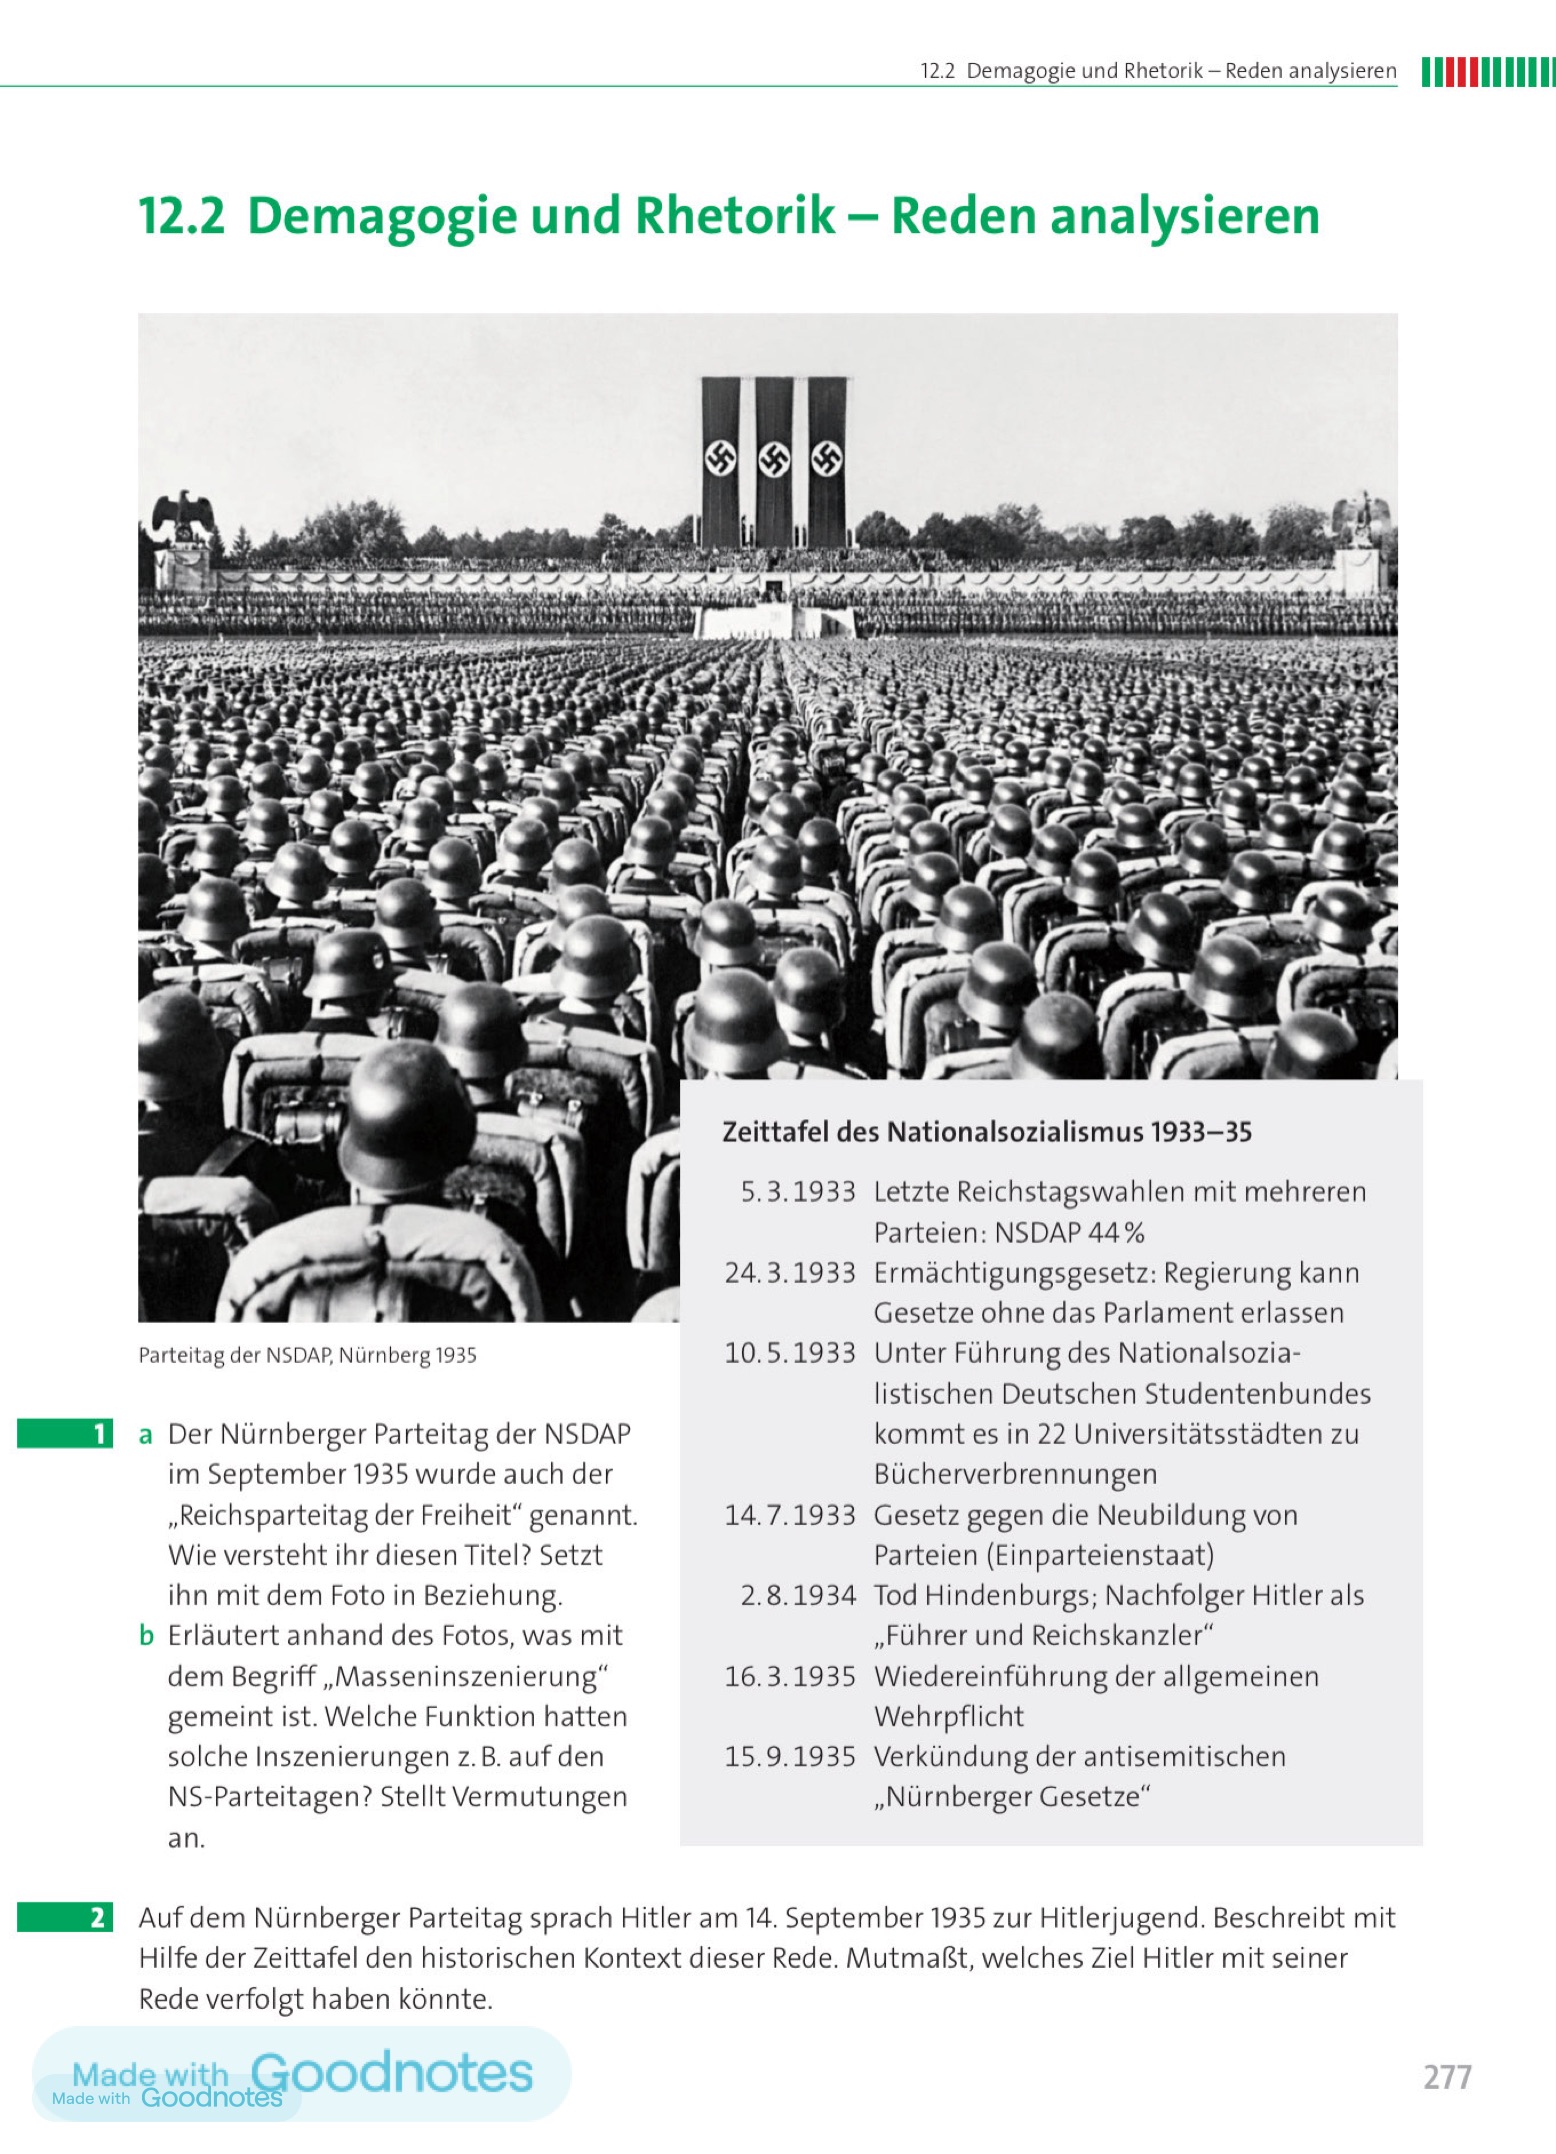 12.2 Demagogie und Rhetorik – Reden analysieren
12.2 Demagogie und Rhetorik – Reden analysieren
Parteitag der NSDAP, Nürnberg 1935
1 a Der Nürnberger Parteitag der NSDAP
im September 1935 wurde auch der
„Reichsparteitag der Freiheit“ genannt.
Wie versteht ihr diesen Titel? Setzt
ihn mit dem Foto in Beziehung.
b Erläutert anhand des Fotos, was mit
dem Begriff „Masseninszenierung“
gemeint ist. Welche Funktion hatten
solche Inszenierungen z. B. auf den
NS-Parteitagen? Stellt Vermutungen
an.
Zeittafel des Nationalsozialismus 1933–35
5. 3. 1933 Letzte Reichstagswahlen mit mehreren
Parteien: NSDAP 44 %
24. 3. 1933 Ermächtigungsgesetz: Regierung kann
Gesetze ohne das Parlament erlassen
10. 5. 1933 Unter Führung des Nationalsozia-
listischen Deutschen Studentenbundes
kommt es in 22 Universitätsstädten zu
Bücherverbrennungen
14. 7. 1933 Gesetz gegen die Neubildung von
Parteien (Einparteienstaat)
2. 8. 1934 Tod Hindenburgs; Nachfolger Hitler als
„Führer und Reichskanzler“
16. 3. 1935 Wiedereinführung der allgemeinen
Wehrpflicht
15. 9. 1935 Verkündung der antisemitischen
„Nürnberger Gesetze“
2 Auf dem Nürnberger Parteitag sprach Hitler am 14. September 1935 zur Hitlerjugend. Beschreibt mit
Hilfe der Zeittafel den historischen Kontext dieser Rede. Mutmaßt, welches Ziel Hitler mit seiner
Rede verfolgt haben könnte.
Made with Goodnotes
Made with Goodnotes
277